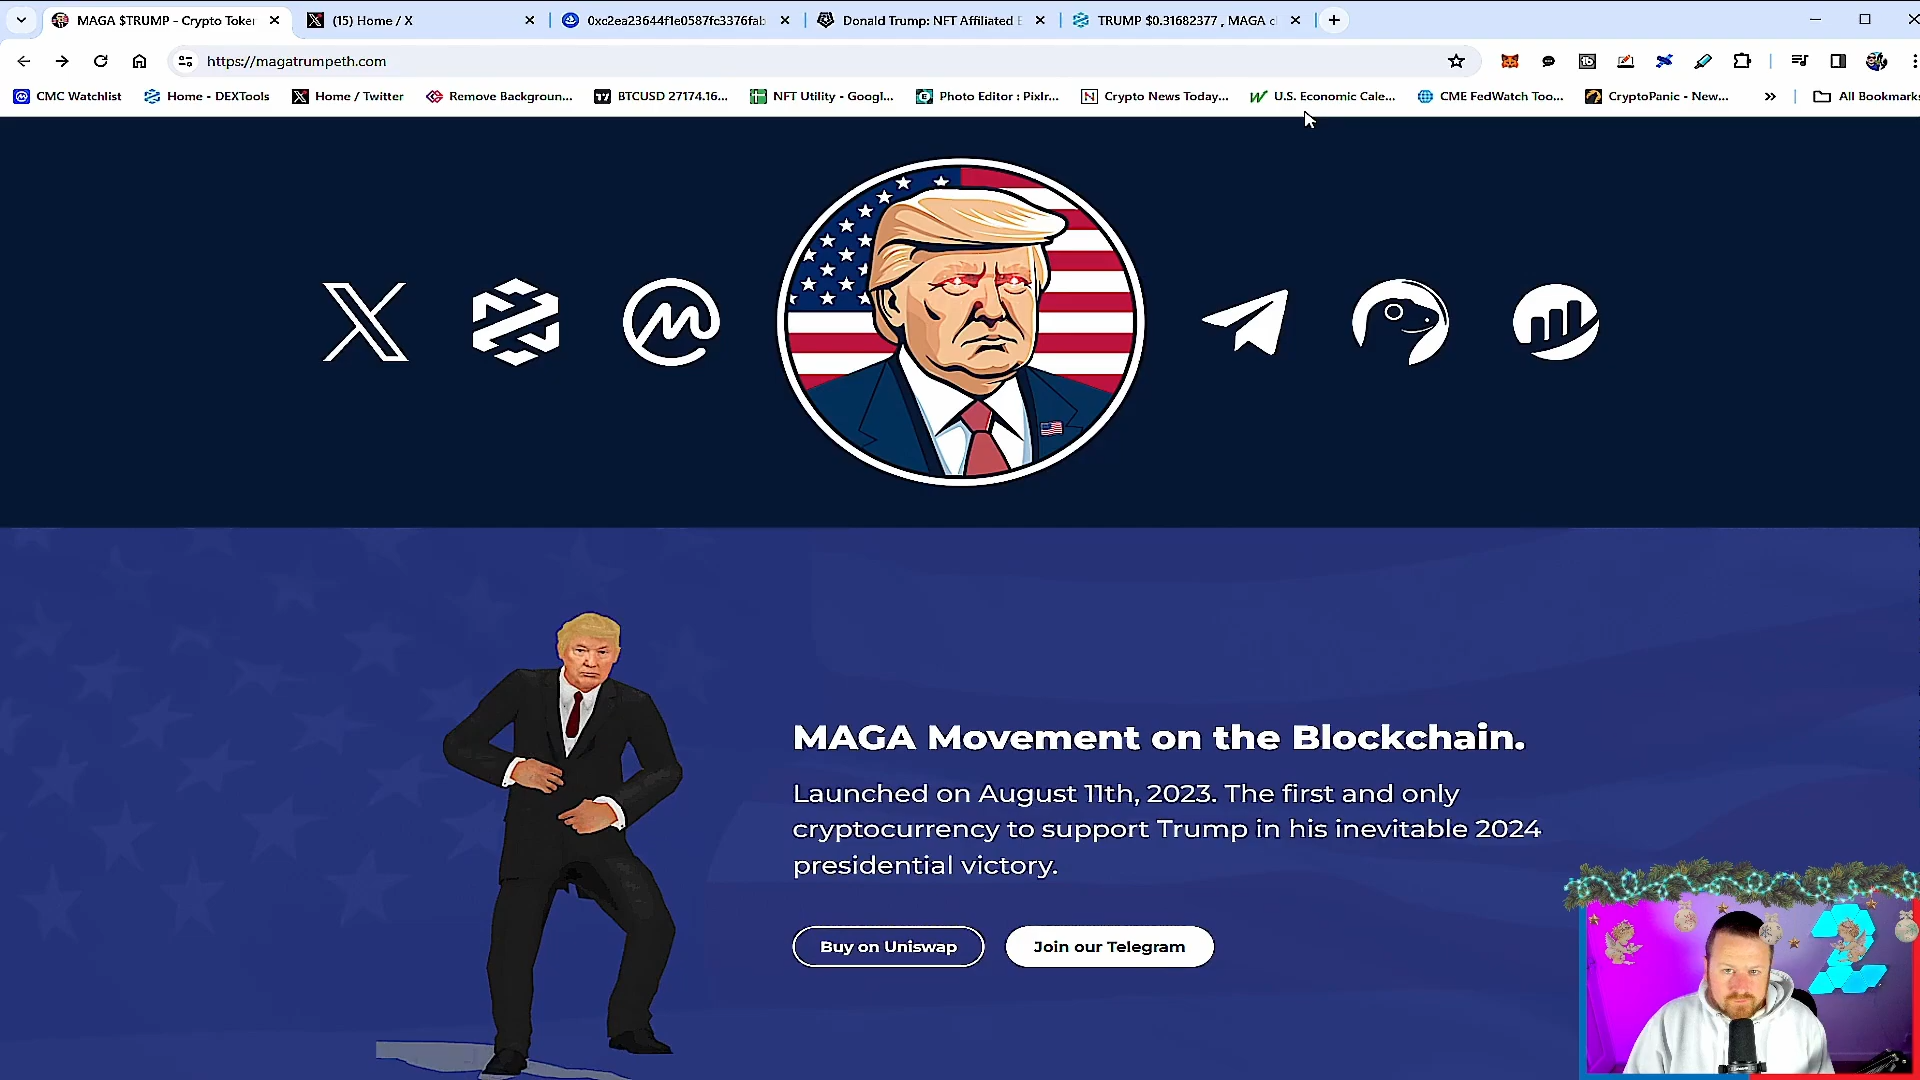 MAGA $TRUMP - Crypto Token
(15) Home / X
0xc2ea23644f1e0587fc3376fab
Donald Trump: NFT Affiliated E
TRUMP $0.31682377 , MAGA c
https://magatrumpeth.com
CMC Watchlist
Home - DEXTools
Home / Twitter
Remove Backgroun...
BTCUSD 27174.16...
NFT Utility - Googl...
Photo Editor : Pixlr...
Crypto News Today...
U.S. Economic Cale...
CME FedWatch Too...
CryptoPanic - New...
All Bookmarks
MAGA Movement on the Blockchain.
Launched on August 11th, 2023. The first and only
cryptocurrency to support Trump in his inevitable 2024
presidential victory.
Buy on Uniswap
Join our Telegram
2